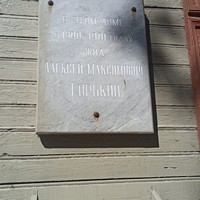 В ЭТОМ ДОМЕ
ЖИЛ
АЛЕКСЕЙ МАКСИМОВИЧ
ГОРЬКИЙ